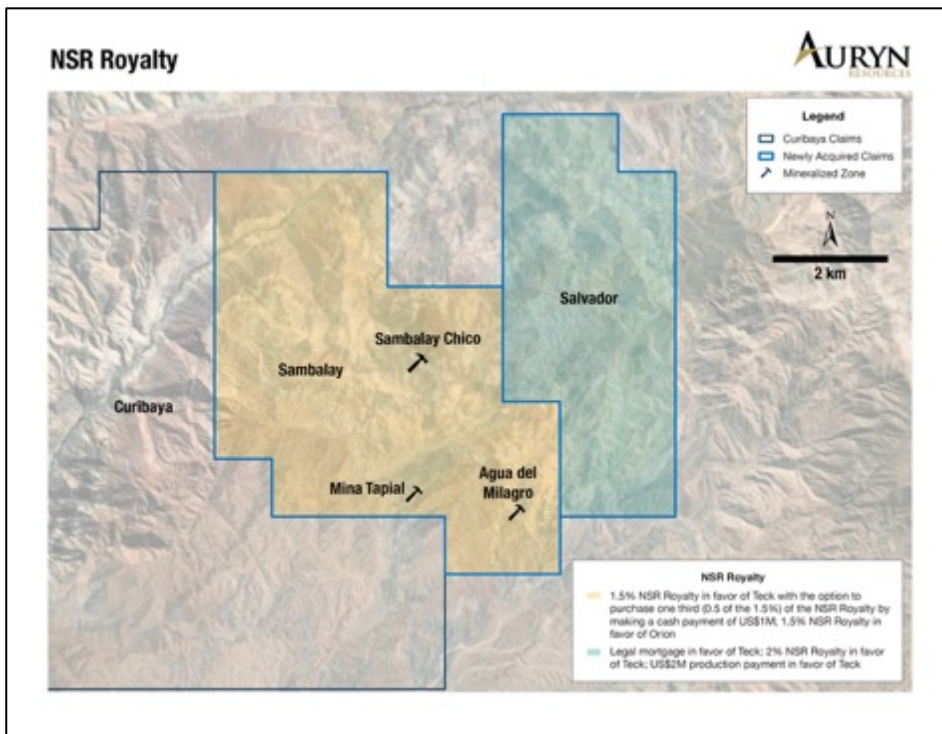 NSR Royalty
AURYN
RESOURCES
Legend
Curibaya Claims
Newly Acquired Claims
Mineralized Zone
N
2 km
Salvador
Sambalay Chico
Sambalay
Curibaya
Mina Tapial
Agua del
Milagro
NSR Royalty
1.5% NSR Royalty in favor of Teck with the option to
purchase one third (0.5 of the 1.5%) of the NSR Royalty by
making a cash payment of US$1M; 1.5% NSR Royalty in
favor of Orion
Legal mortgage in favor of Teck; 2% NSR Royalty in favor
of Teck; US$2M production payment in favor of Teck